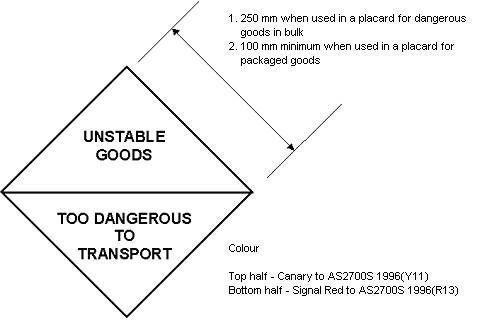 1. 250 mm when used in a placard for dangerous
goods in bulk
2. 100 mm minimum when used in a placard for
packaged goods
UNSTABLE
GOODS
TOO DANGEROUS
TO
TRANSPORT
Colour
Top half - Canary to AS2700S 1996(Y11)
Bottom half - Signal Red to AS2700S 1996(R13)